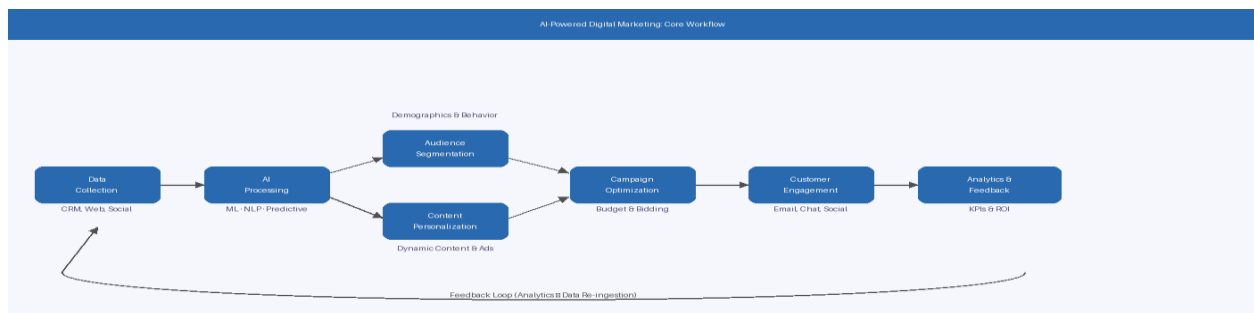 AI-Powered Digital Marketing: Core Workflow
Demographics & Behavior
Audience
Segmentation
Data
Collection
CRM, Web, Social
AI
Processing
ML · NLP · Predictive
Content
Personalization
Dynamic Content & Ads
Campaign
Optimization
Budget & Bidding
Customer
Engagement
Email, Chat, Social
Analytics &
Feedback
KPIs & ROI
Feedback Loop (Analytics Data Re-ingestion)